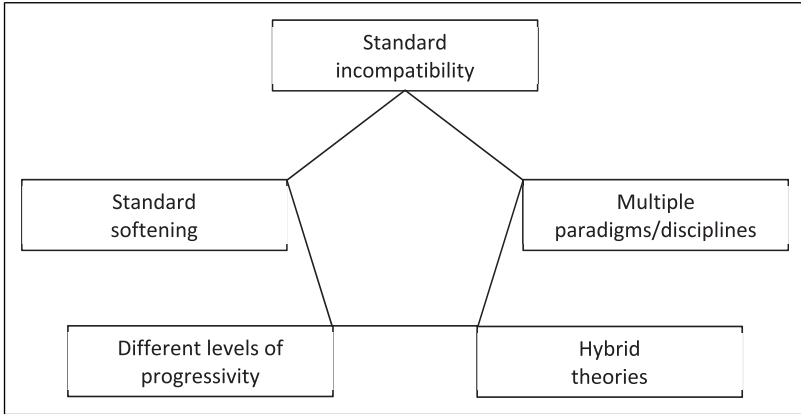 Standard
incompatibility
Standard
softening
Multiple
paradigms/disciplines
Different levels of
progressivity
Hybrid
theories